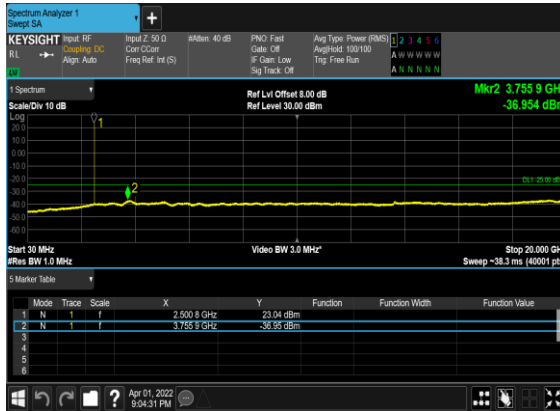 Spectrum Analyzer 1
Swept SA
KEYSIGHT
RL
Input: RF
Coupling: DC
Align: Auto
Input Z: 50 Ω
Corr CCorr
Freq Ref: Int (S)
#Atten: 40 dB
PNO: Fast
Gate: Off
IF Gain: Low
Sig Track: Off
Avg Type: Power (RMS)
Avg|Hold: 100/100
Trig: Free Run
1 2 3 4 5 6
A W W W W W
A N N N N N
1 Spectrum
Scale/Div 10 dB
Ref Lvl Offset 8.00 dB
Ref Level 30.00 dBm
Mkr2 3.755 9 GHz
-36.954 dBm
Log
20.0
10.0
0.00
-10.0
-20.0
-30.0
-40.0
-50.0
-60.0
1
2
DL1 -25.00 dB
Start 30 MHz
#Res BW 1.0 MHz
Video BW 3.0 MHz*
Stop 20.000 GH
Sweep ~38.3 ms (40001 pt
5 Marker Table
Mode Trace Scale X Y Function Function Width Function Value
1 N 1 f 2.500 8 GHz 23.04 dBm
2 N 1 f 3.755 9 GHz -36.95 dBm
3
4
5
6
Apr 01, 2022
9:04:31 PM